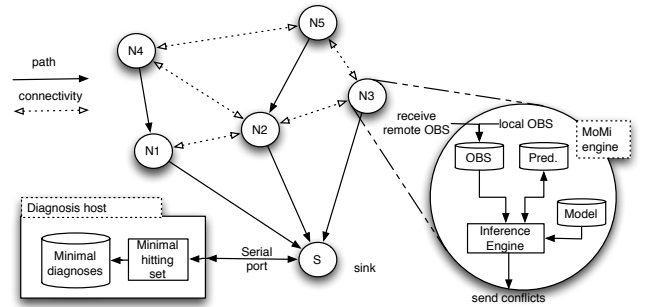 N5
N4
path
connectivity
N3
N2
N1
receive
remote OBS
local OBS
MoMi
engine
OBS
Pred.
Model
Inference
Engine
send conflicts
Diagnosis host
Minimal
diagnoses
Minimal
hitting
set
Serial
port
S
sink